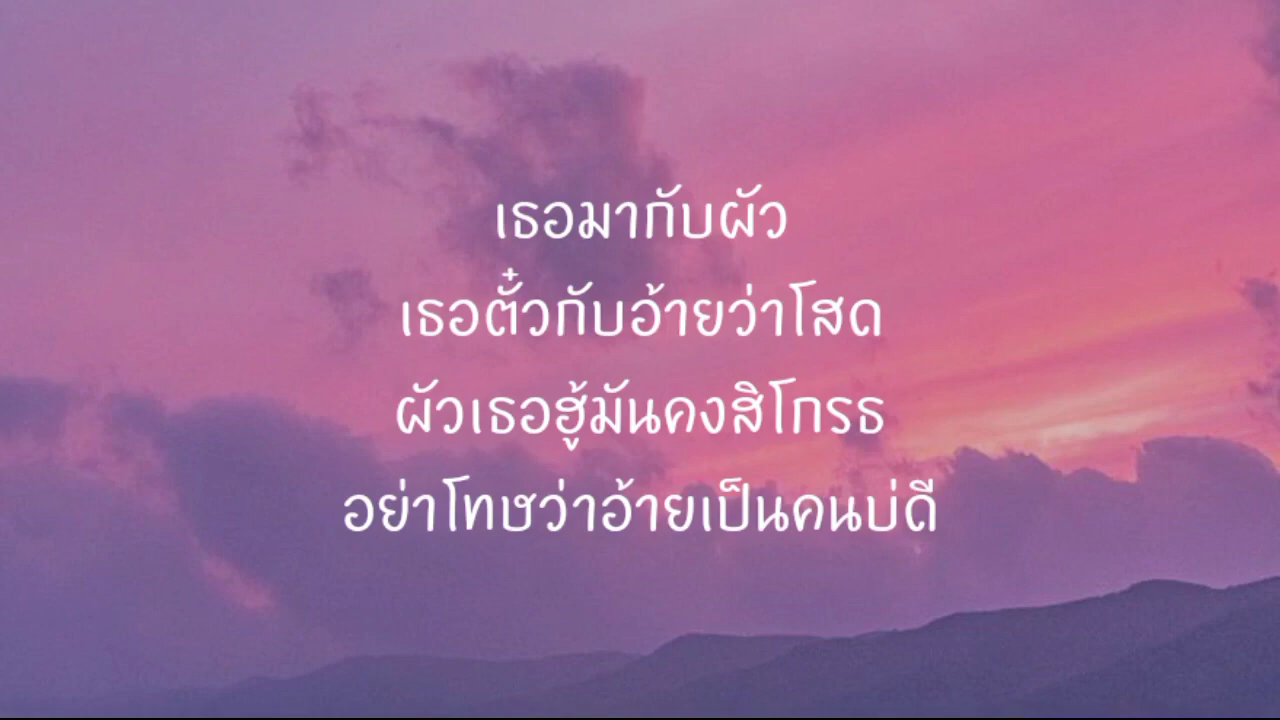 เธอมากับผัว
เธอตั๋วกับอ้ายว่าโสด
ผัวเธอฮู้มันคงสิโกรธ
อย่าโทษว่าอ้ายเป็นคนบ่ดี